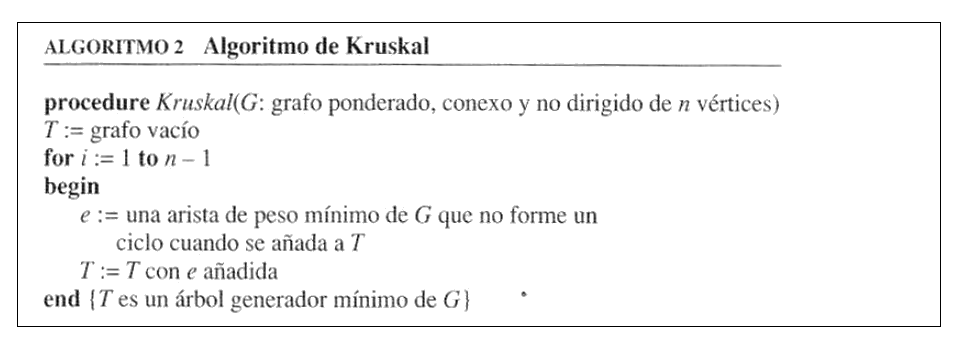 ALGORITMO 2 Algoritmo de Kruskal
procedure Kruskal(G: grafo ponderado, conexo y no dirigido de n vértices)
T := grafo vacío
for i := 1 to n – 1
begin
e := una arista de peso mínimo de G que no forme un
ciclo cuando se añada a T
T := T con e añadida
end {T es un árbol generador mínimo de G}